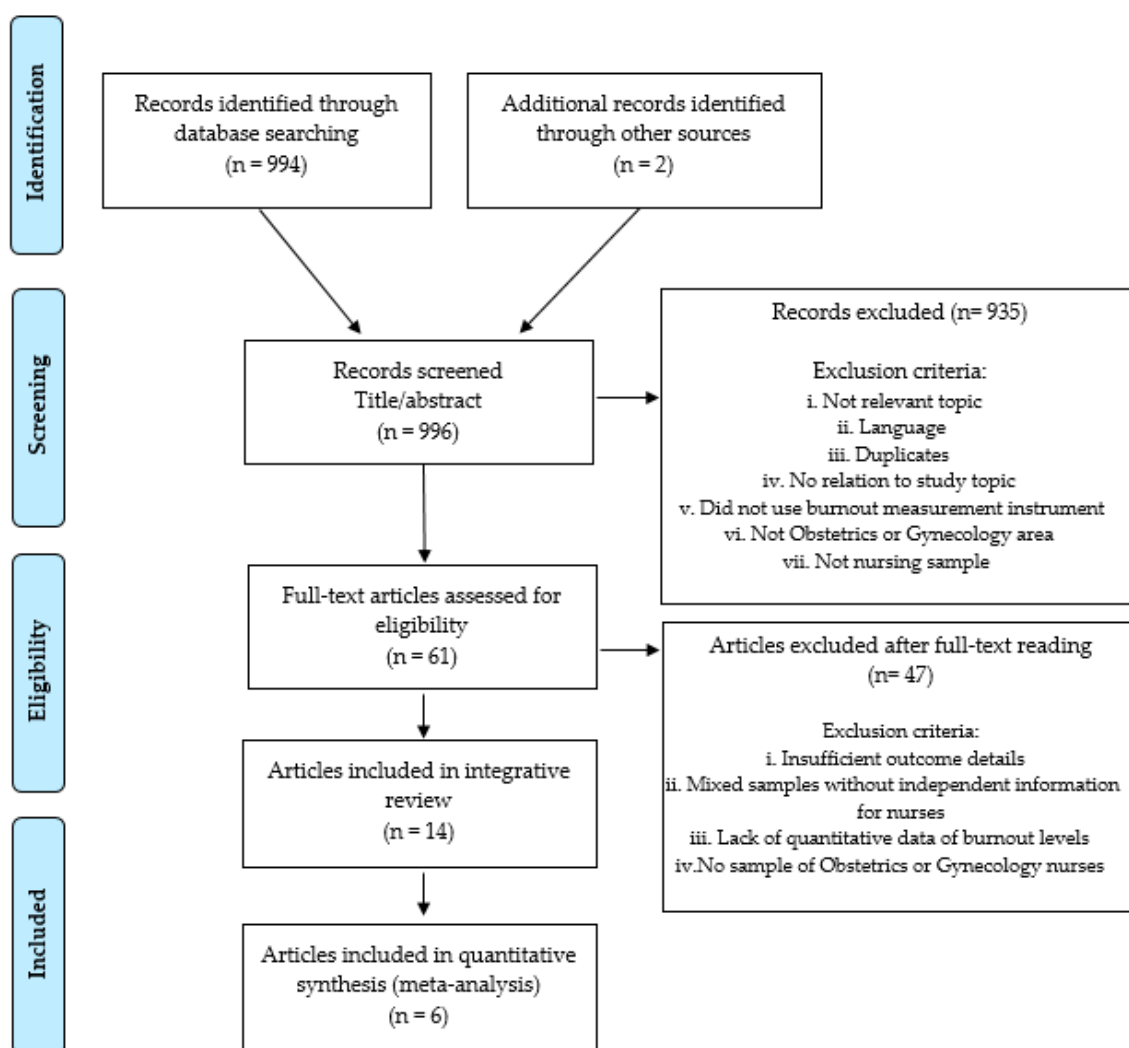 Identification
Records identified through
database searching
(n = 994)
Additional records identified
through other sources
(n = 2)
Screening
Records screened
Title/abstract
(n = 996)
Records excluded (n= 935)
Exclusion criteria:
i. Not relevant topic
ii. Language
iii. Duplicates
iv. No relation to study topic
v. Did not use burnout measurement instrument
vi. Not Obstetrics or Gynecology area
vii. Not nursing sample
Eligibility
Full-text articles assessed for
eligibility
(n = 61)
Articles excluded after full-text reading
(n= 47)
Exclusion criteria:
i. Insufficient outcome details
ii. Mixed samples without independent information
for nurses
iii. Lack of quantitative data of burnout levels
iv.No sample of Obstetrics or Gynecology nurses
Articles included in integrative
review
(n = 14)
Included
Articles included in quantitative
synthesis (meta-analysis)
(n = 6)